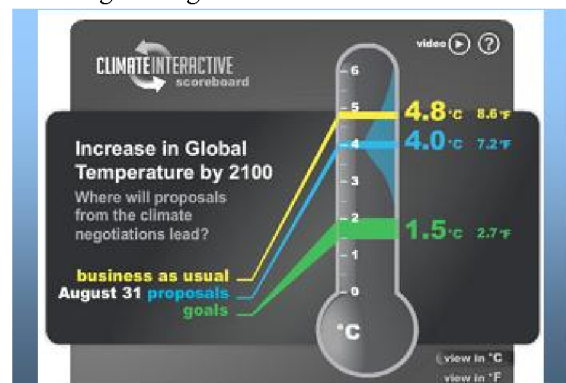 video ?
CLIMATE INTERACTIVE
scoreboard
6
5
4.8 °C 8.6 °F
Increase in Global
Temperature by 2100
4
4.0 °C 7.2 °F
Where will proposals
from the climate
negotiations lead?
3
2
1.5 °C 2.7 °F
1
business as usual
August 31 proposals
goals
0
°C
view in °C
view in °F